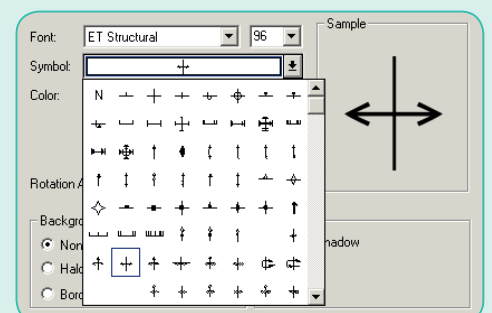 Font: ET Structural 96 Sample
Symbol:
Color:
N
Rotation A
Backgro
Non
hadow
Halo
Bord